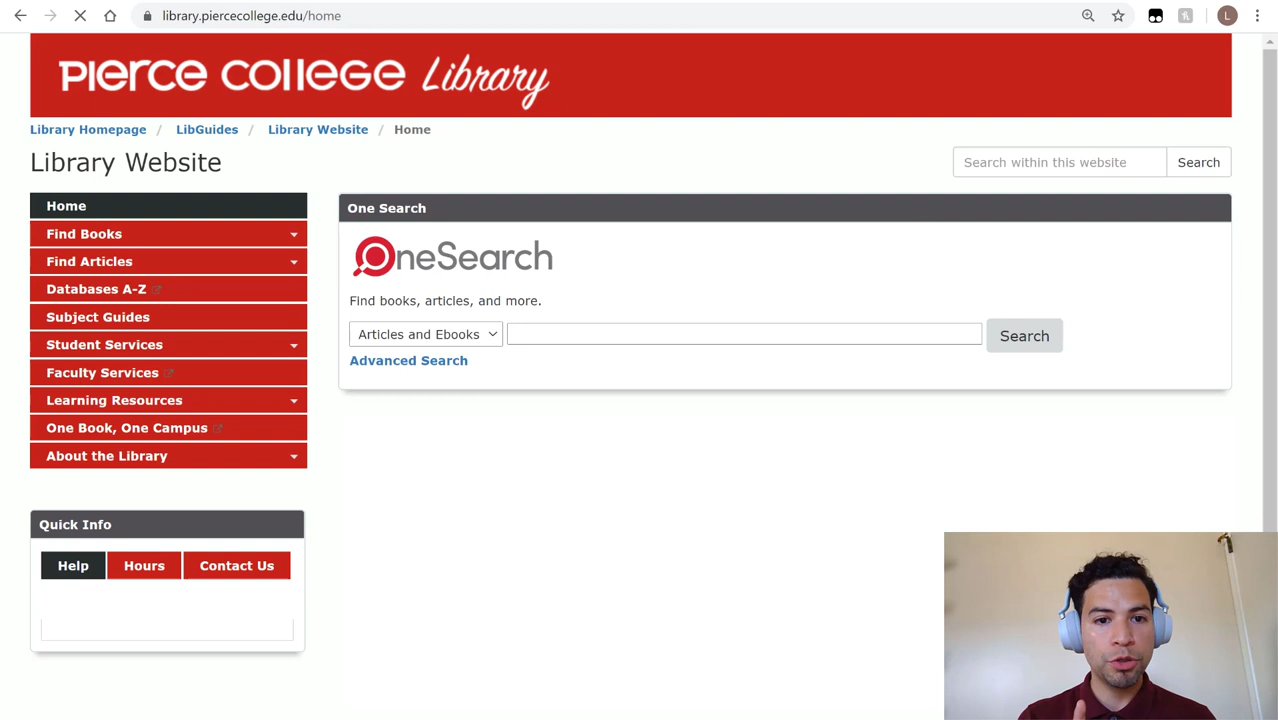 library.piercecollege.edu/home
L
PIERCE COLLEGE Library
Library Homepage / LibGuides / Library Website / Home
Library Website
Search within this website
Search
Home
Find Books
Find Articles
Databases A-Z
Subject Guides
Student Services
Faculty Services
Learning Resources
One Book, One Campus
About the Library
One Search
OneSearch
Find books, articles, and more.
Articles and Ebooks
Search
Advanced Search
Quick Info
Help
Hours
Contact Us